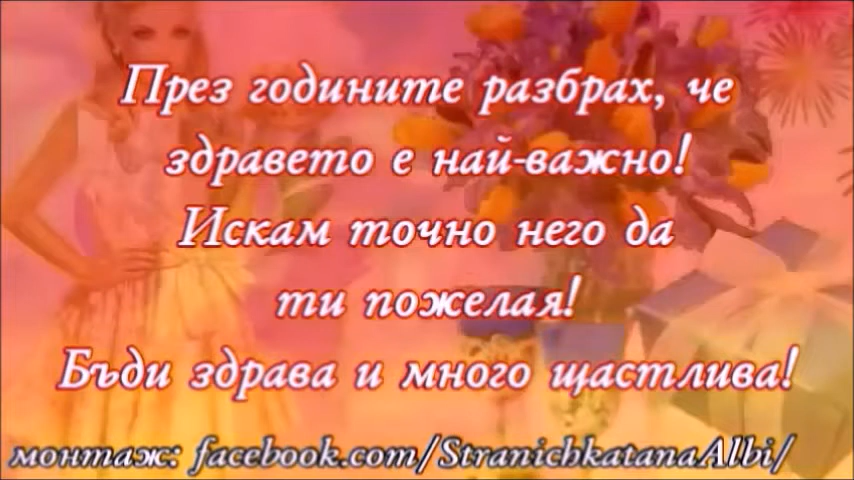 През годините разбрах, че
здравето е най-важно!
Искам точно него да
ти пожелая!
Бъди здрава и много щастлива!
монтаж: facebook.com/StranichkatanaAlbi/